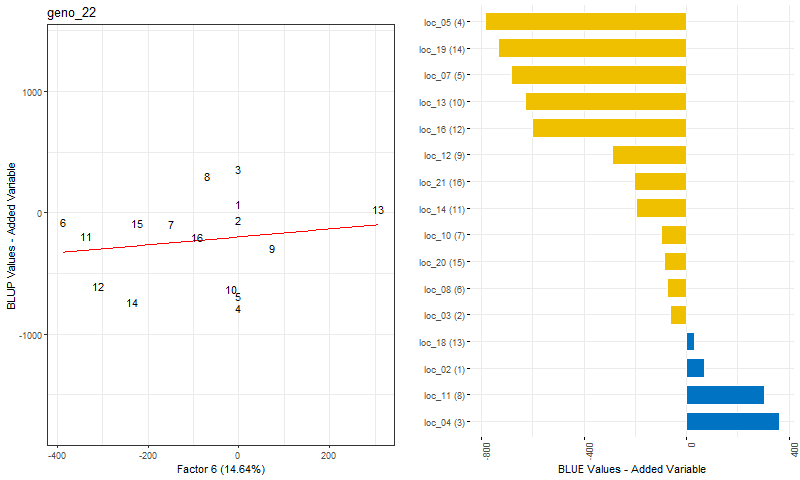 geno_22
BLUP Values - Added Variable
1000
0
-1000
3
8
1
13
6
2
15
7
11
16
9
12
10
5
14
4
-400
-200
0
200
Factor 6 (14.64%)
loc_05 (4)
loc_19 (14)
loc_07 (5)
loc_13 (10)
loc_16 (12)
loc_12 (9)
loc_21 (16)
loc_14 (11)
loc_10 (7)
loc_20 (15)
loc_08 (6)
loc_03 (2)
loc_18 (13)
loc_02 (1)
loc_11 (8)
loc_04 (3)
-800
-400
0
400
BLUE Values - Added Variable